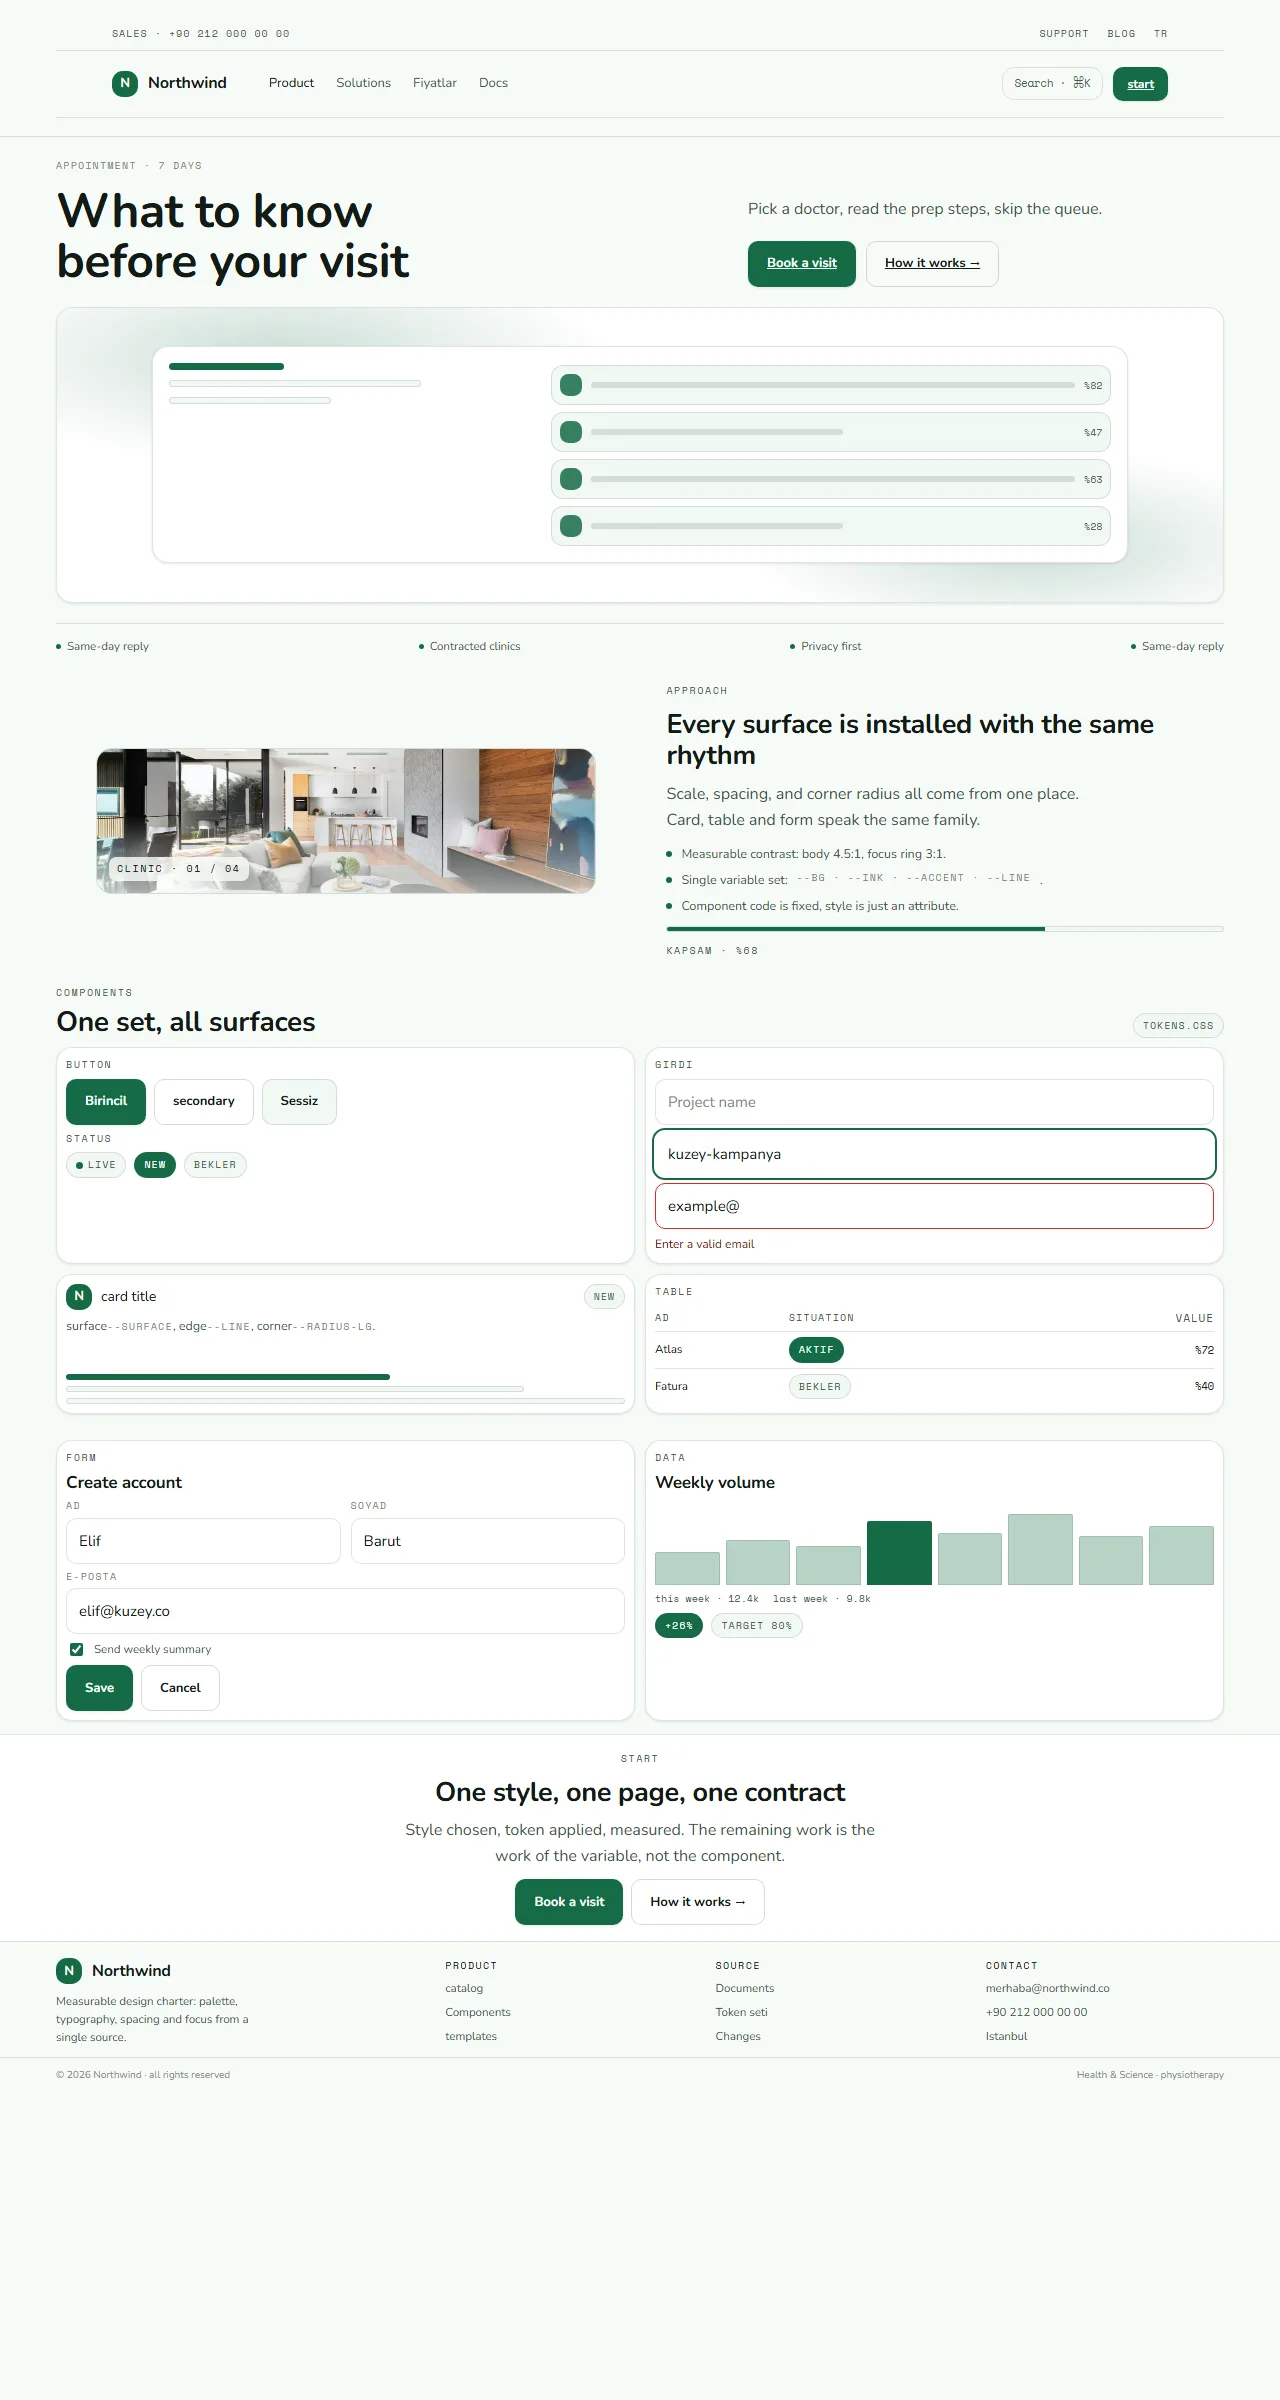 SALES · +90 212 000 00 00
SUPPORT BLOG TR
N Northwind Product Solutions Fiyatlar Docs Search · ⌘K start
APPOINTMENT · 7 DAYS
What to know
before your visit
Pick a doctor, read the prep steps, skip the queue.
Book a visit How it works →
%82
%47
%63
%28
Same-day reply Contracted clinics Privacy first Same-day reply
CLINIC · 01 / 04
APPROACH
Every surface is installed with the same
rhythm
Scale, spacing, and corner radius all come from one place.
Card, table and form speak the same family.
Measurable contrast: body 4.5:1, focus ring 3:1.
Single variable set: --BG · --INK · --ACCENT · --LINE .
Component code is fixed, style is just an attribute.
KAPSAM · %68
COMPONENTS
One set, all surfaces
TOKENS.CSS
BUTTON
Birincil secondary Sessiz
STATUS
LIVE NEW BEKLER
GIRDI
Project name
kuzey-kampanya
example@
Enter a valid email
N card title NEW
surface--SURFACE, edge--LINE, corner--RADIUS-LG.
TABLE
AD SITUATION VALUE
Atlas AKTIF %72
Fatura BEKLER %40
FORM
Create account
AD SOYAD
Elif Barut
E-POSTA
elif@kuzey.co
Send weekly summary
Save Cancel
DATA
Weekly volume
this week · 12.4k last week · 9.8k
+26% TARGET 80%
START
One style, one page, one contract
Style chosen, token applied, measured. The remaining work is the
work of the variable, not the component.
Book a visit How it works →
N Northwind
Measurable design charter: palette,
typography, spacing and focus from a
single source.
PRODUCT
catalog
Components
templates
SOURCE
Documents
Token seti
Changes
CONTACT
merhaba@northwind.co
+90 212 000 00 00
Istanbul
© 2026 Northwind · all rights reserved
Health & Science · physiotherapy